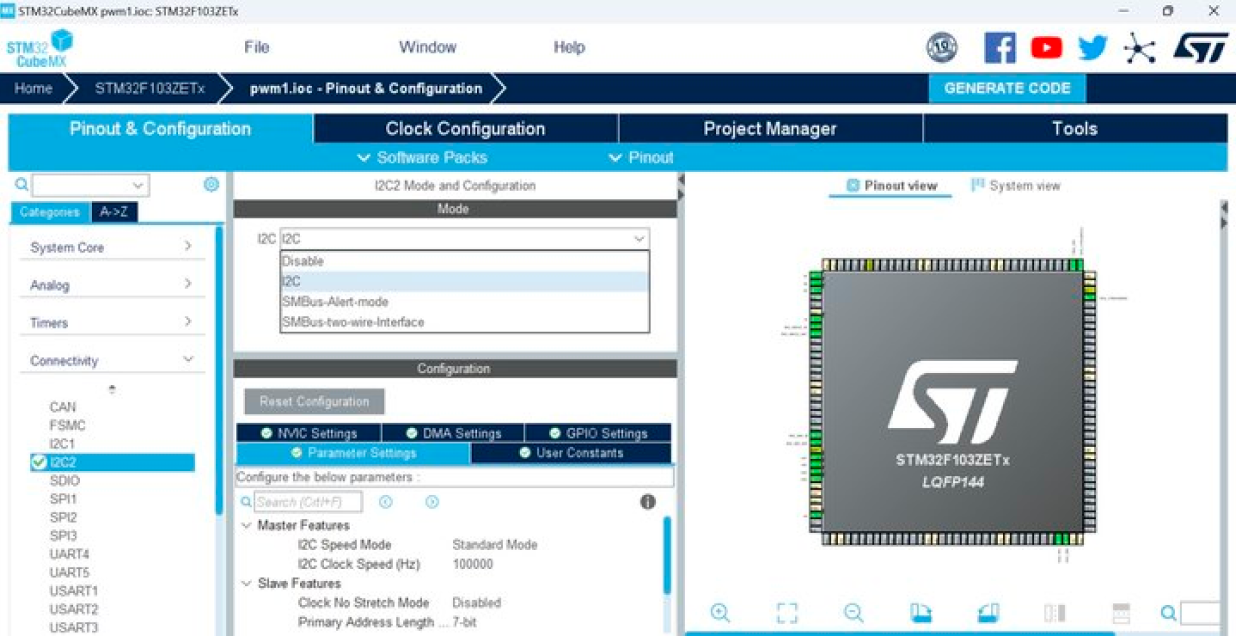 MX STM32CubeMX pwm1.ioc: STM32F103ZETx
STM32
CubeMX
File Window Help
10
Home STM32F103ZETx pwm1.ioc - Pinout & Configuration GENERATE CODE
Pinout & Configuration Clock Configuration Project Manager Tools
Software Packs Pinout
Categories A->Z
System Core
Analog
Timers
Connectivity
CAN
FSMC
I2C1
I2C2
SDIO
SPI1
SPI2
SPI3
UART4
UART5
USART1
USART2
USART3
I2C2 Mode and Configuration
Mode
I2C I2C
Disable
I2C
SMBus-Alert-mode
SMBus-two-wire-Interface
Configuration
Reset Configuration
NVIC Settings DMA Settings GPIO Settings
Parameter Settings User Constants
Configure the below parameters :
Search (Crtl+F)
Master Features
I2C Speed Mode Standard Mode
I2C Clock Speed (Hz) 100000
Slave Features
Clock No Stretch Mode Disabled
Primary Address Length ... 7-bit
Pinout view System view
ST
STM32F103ZETx
LQFP144